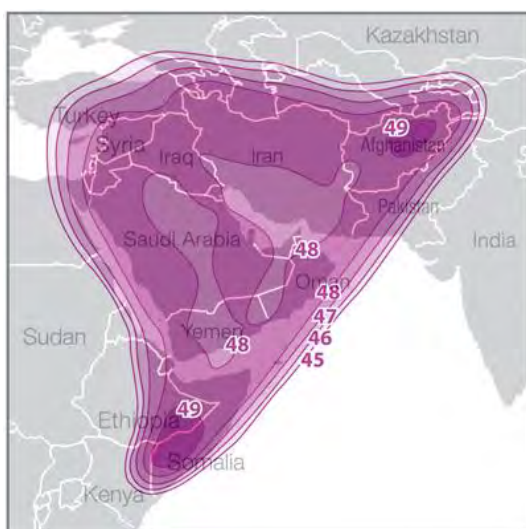 Kazakhstan
Turkey
49
Afghanistan
Syria
Iraq
Iran
Pakistan
India
Saudi Arabia
48
Oman
48
47
Sudan
Yemen
48
46
45
49
Ethiopia
Somalia
Kenya